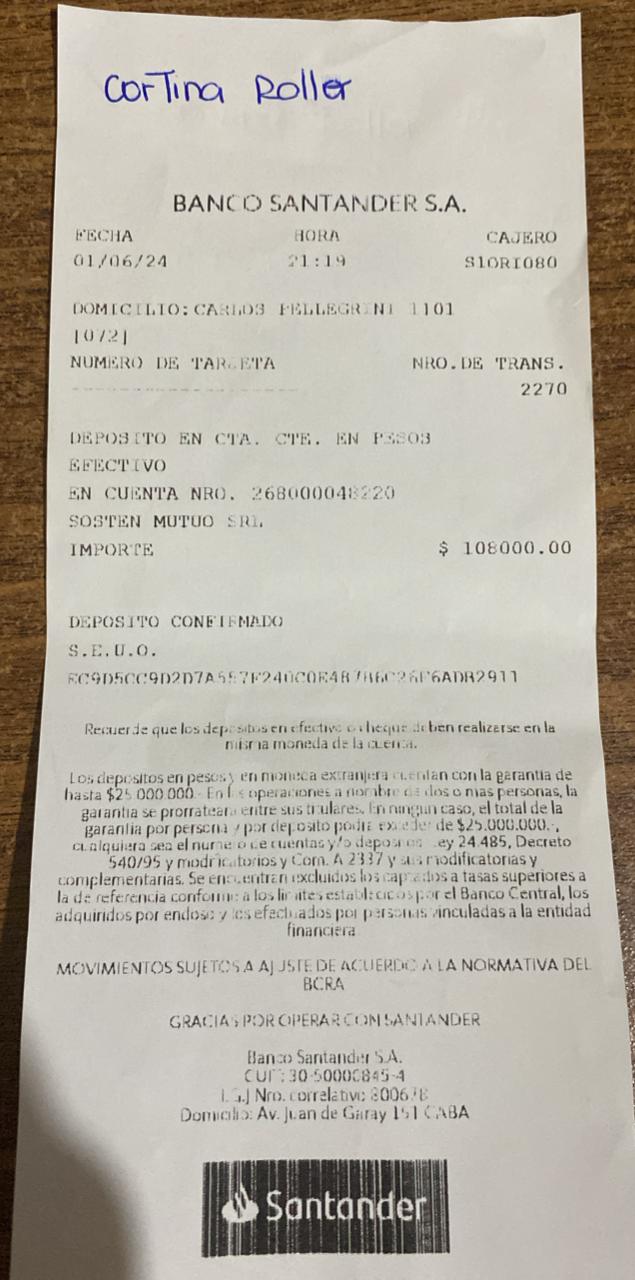 CorTina Roller
BANCO SANTANDER S.A.
FECHA HORA CAJERO
01/06/24 21:19 S1ORI080
DOMICILIO: CARLOS PELLEGRINI 1101
[072]
NUMERO DE TARJETA NRO. DE TRANS.
2270
DEPOSITO EN CTA. CTE. EN PESOS
EFECTIVO
EN CUENTA NRO. 268000048220
SOSTEN MUTUO SRL
IMPORTE $ 108000.00
DEPOSITO CONFIRMADO
S.E.U.O.
Recuerde que los depositos en efectivo o cheque deben realizarse en la
misma moneda de la cuenta.
Los depositos en pesos y en moneda extranjera cuentan con la garantia de
hasta $25.000.000.- En las operaciones a nombre de dos o mas personas, la
garantia se prorrateara entre sus titulares. En ningun caso, el total de la
garantia por persona y por deposito podra exceder de $25.000.000.-,
cualquiera sea el numero de cuentas y/o depositos. Ley 24.485, Decreto
540/95 y modificatorios y Com. A 2337 y sus modificatorias y
complementarias. Se encuentran excluidos los captados a tasas superiores a
la de referencia conforme a los limites establecidos por el Banco Central, los
adquiridos por endoso y los efectuados por personas vinculadas a la entidad
financiera
MOVIMIENTOS SUJETOS A AJUSTE DE ACUERDO A LA NORMATIVA DEL
BCRA
GRACIAS POR OPERAR CON SANTANDER
Banco Santander S.A.
CUIT: 30-50000845-4
I.G.J Nro. correlativo:
Domicilio: Av. Juan de Garay 151 CABA
Santander